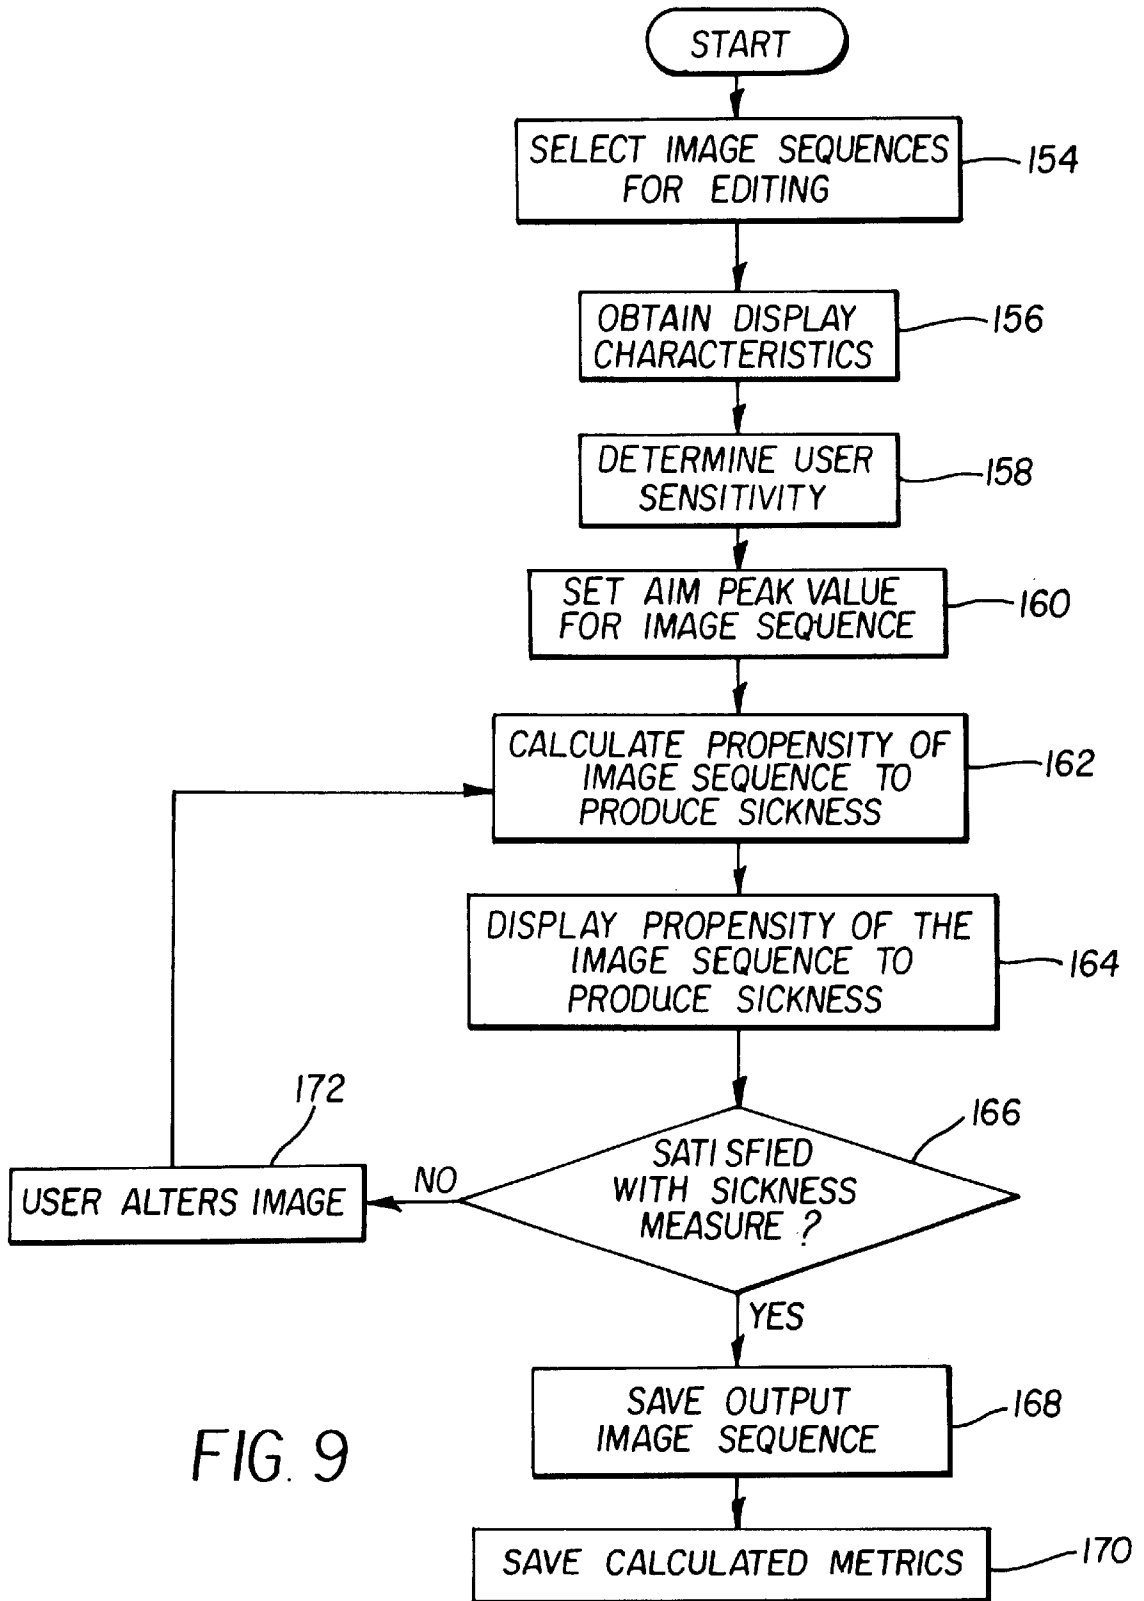 START
SELECT IMAGE SEQUENCES
FOR EDITING
154
OBTAIN DISPLAY
CHARACTERISTICS
156
DETERMINE USER
SENSITIVITY
158
SET AIM PEAK VALUE
FOR IMAGE SEQUENCE
160
CALCULATE PROPENSITY OF
IMAGE SEQUENCE TO
PRODUCE SICKNESS
162
DISPLAY PROPENSITY OF THE
IMAGE SEQUENCE TO
PRODUCE SICKNESS
164
172
166
SATISFIED
WITH SICKNESS
MEASURE ?
NO
USER ALTERS IMAGE
YES
SAVE OUTPUT
IMAGE SEQUENCE
168
FIG. 9
SAVE CALCULATED METRICS
170